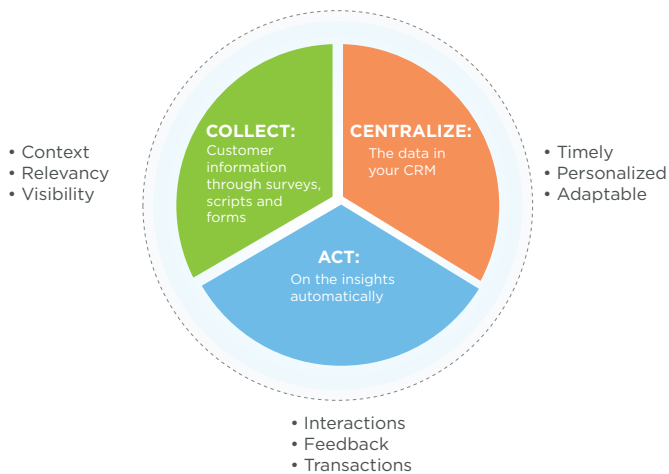 • Context
• Relevancy
• Visibility
COLLECT:
Customer
information
through surveys,
scripts and
forms
CENTRALIZE:
The data in
your CRM
• Timely
• Personalized
• Adaptable
ACT:
On the insights
automatically
• Interactions
• Feedback
• Transactions